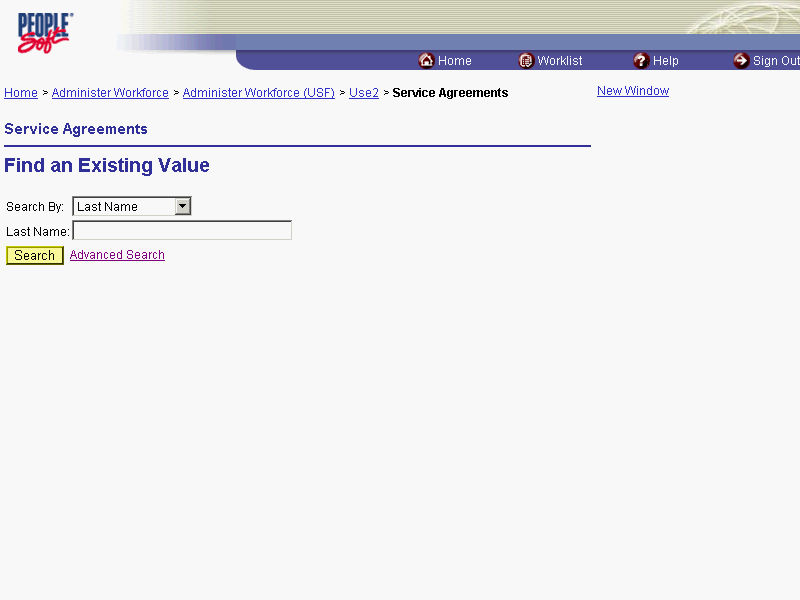 PEOPLE
Soft
Home Worklist Help Sign Out
Home > Administer Workforce > Administer Workforce (USF) > Use2 > Service Agreements New Window
Service Agreements
Find an Existing Value
Search By: Last Name
Last Name:
Search Advanced Search